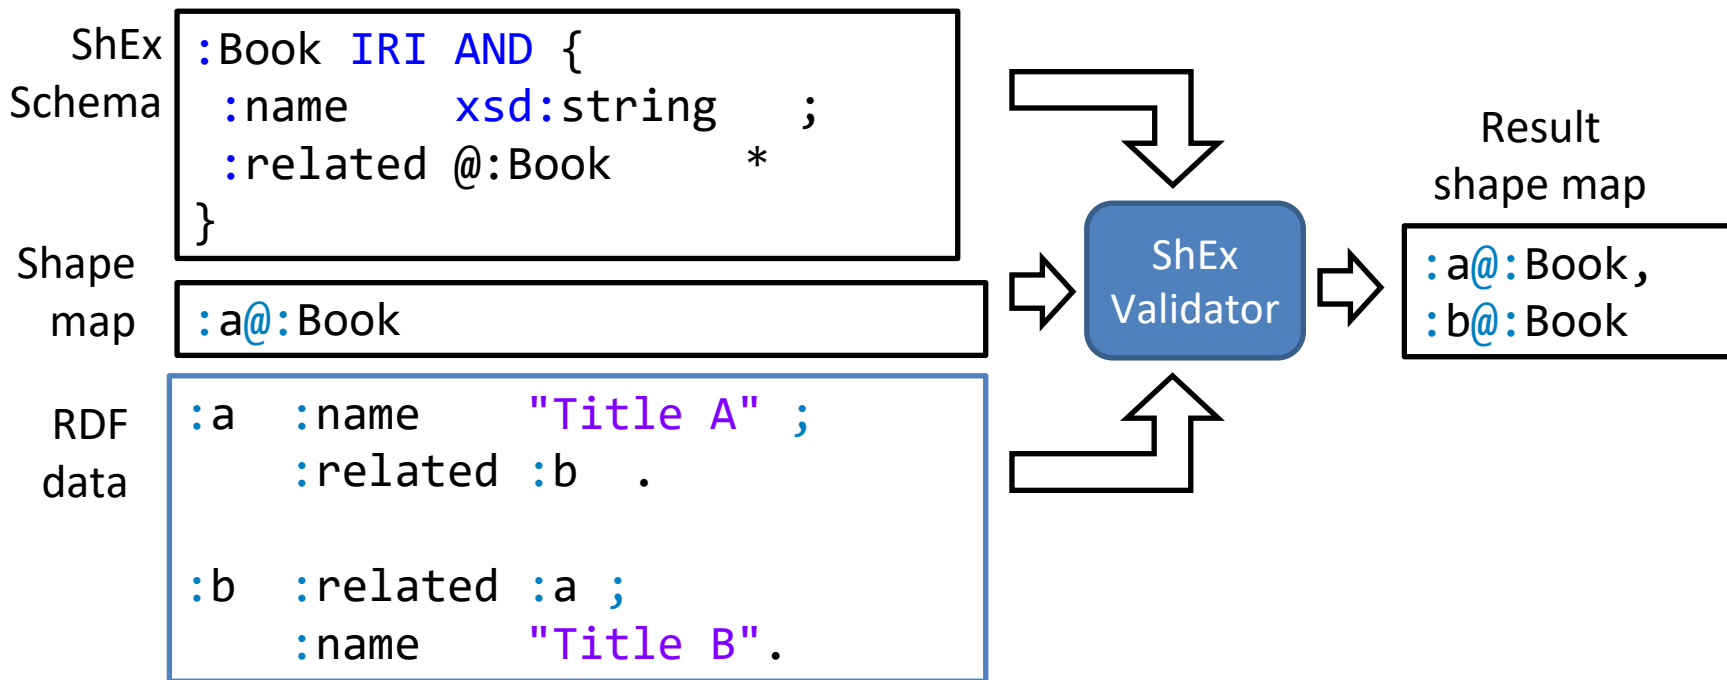 ShEx
Schema
:Book IRI AND {
 :name    xsd:string   ;
 :related @:Book     *
}
Shape
map
:a@:Book
RDF
data
:a  :name    "Title A" ;
    :related :b  .
:b  :related :a ;
    :name    "Title B".
ShEx
Validator
Result
shape map
:a@:Book,
:b@:Book